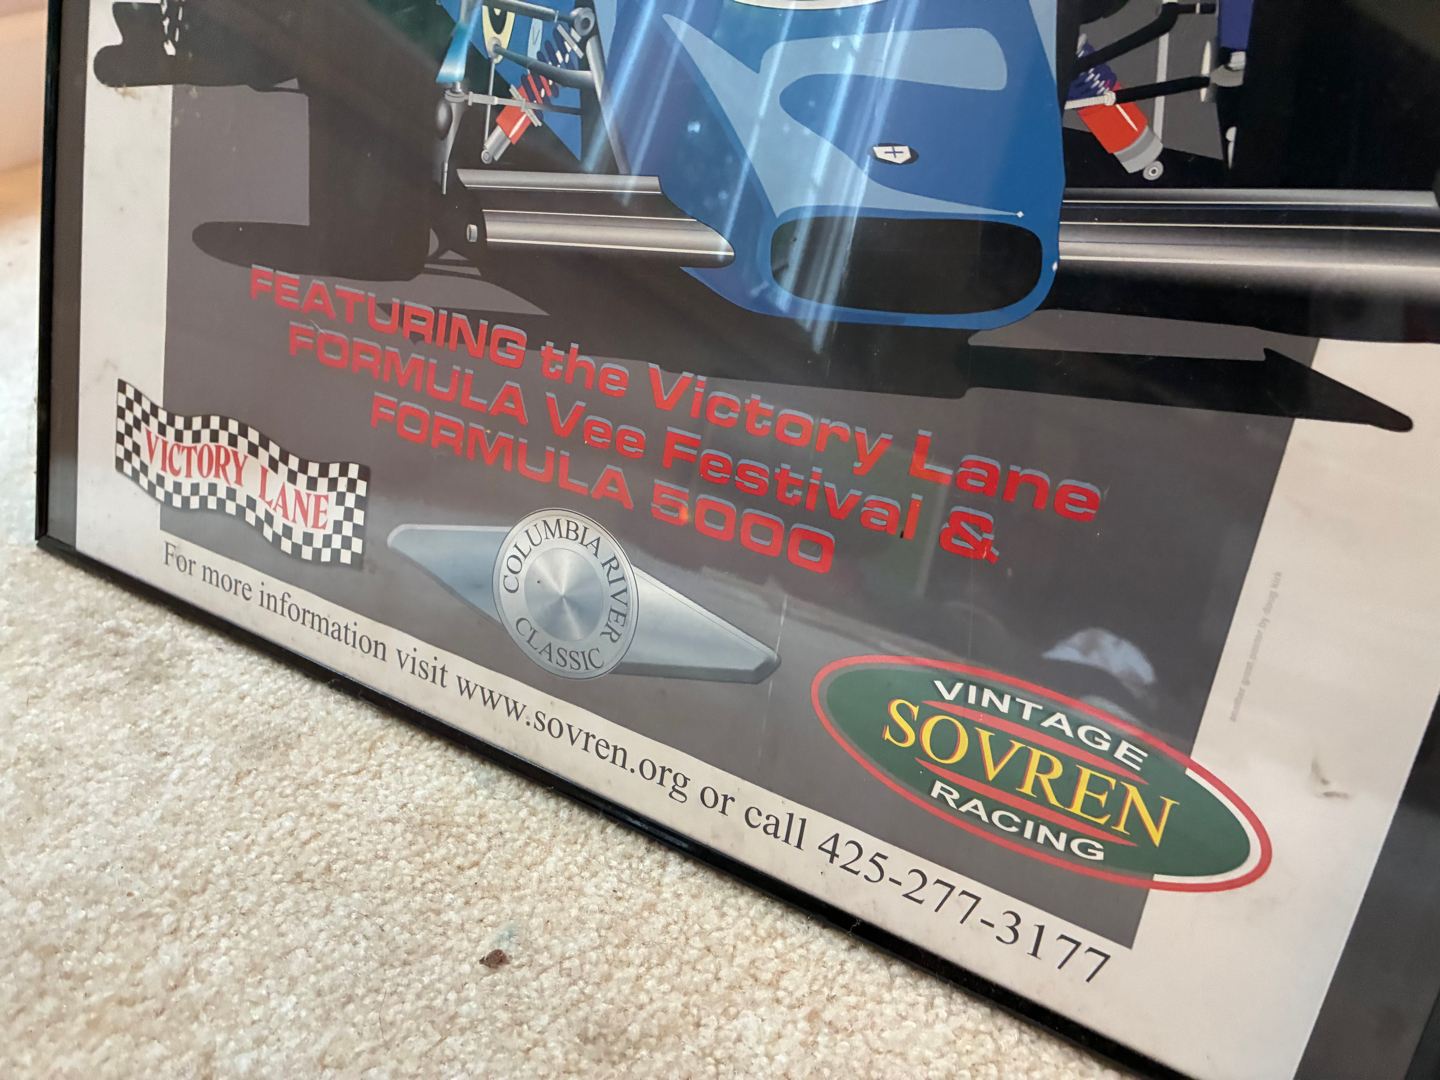 FEATURING the Victory Lane
FORMULA Vee Festival &
FORMULA 5000
VICTORY LANE
COLUMBIA RIVER
CLASSIC
VINTAGE
SOVREN
RACING
For more information visit www.sovren.org or call 425-277-3177